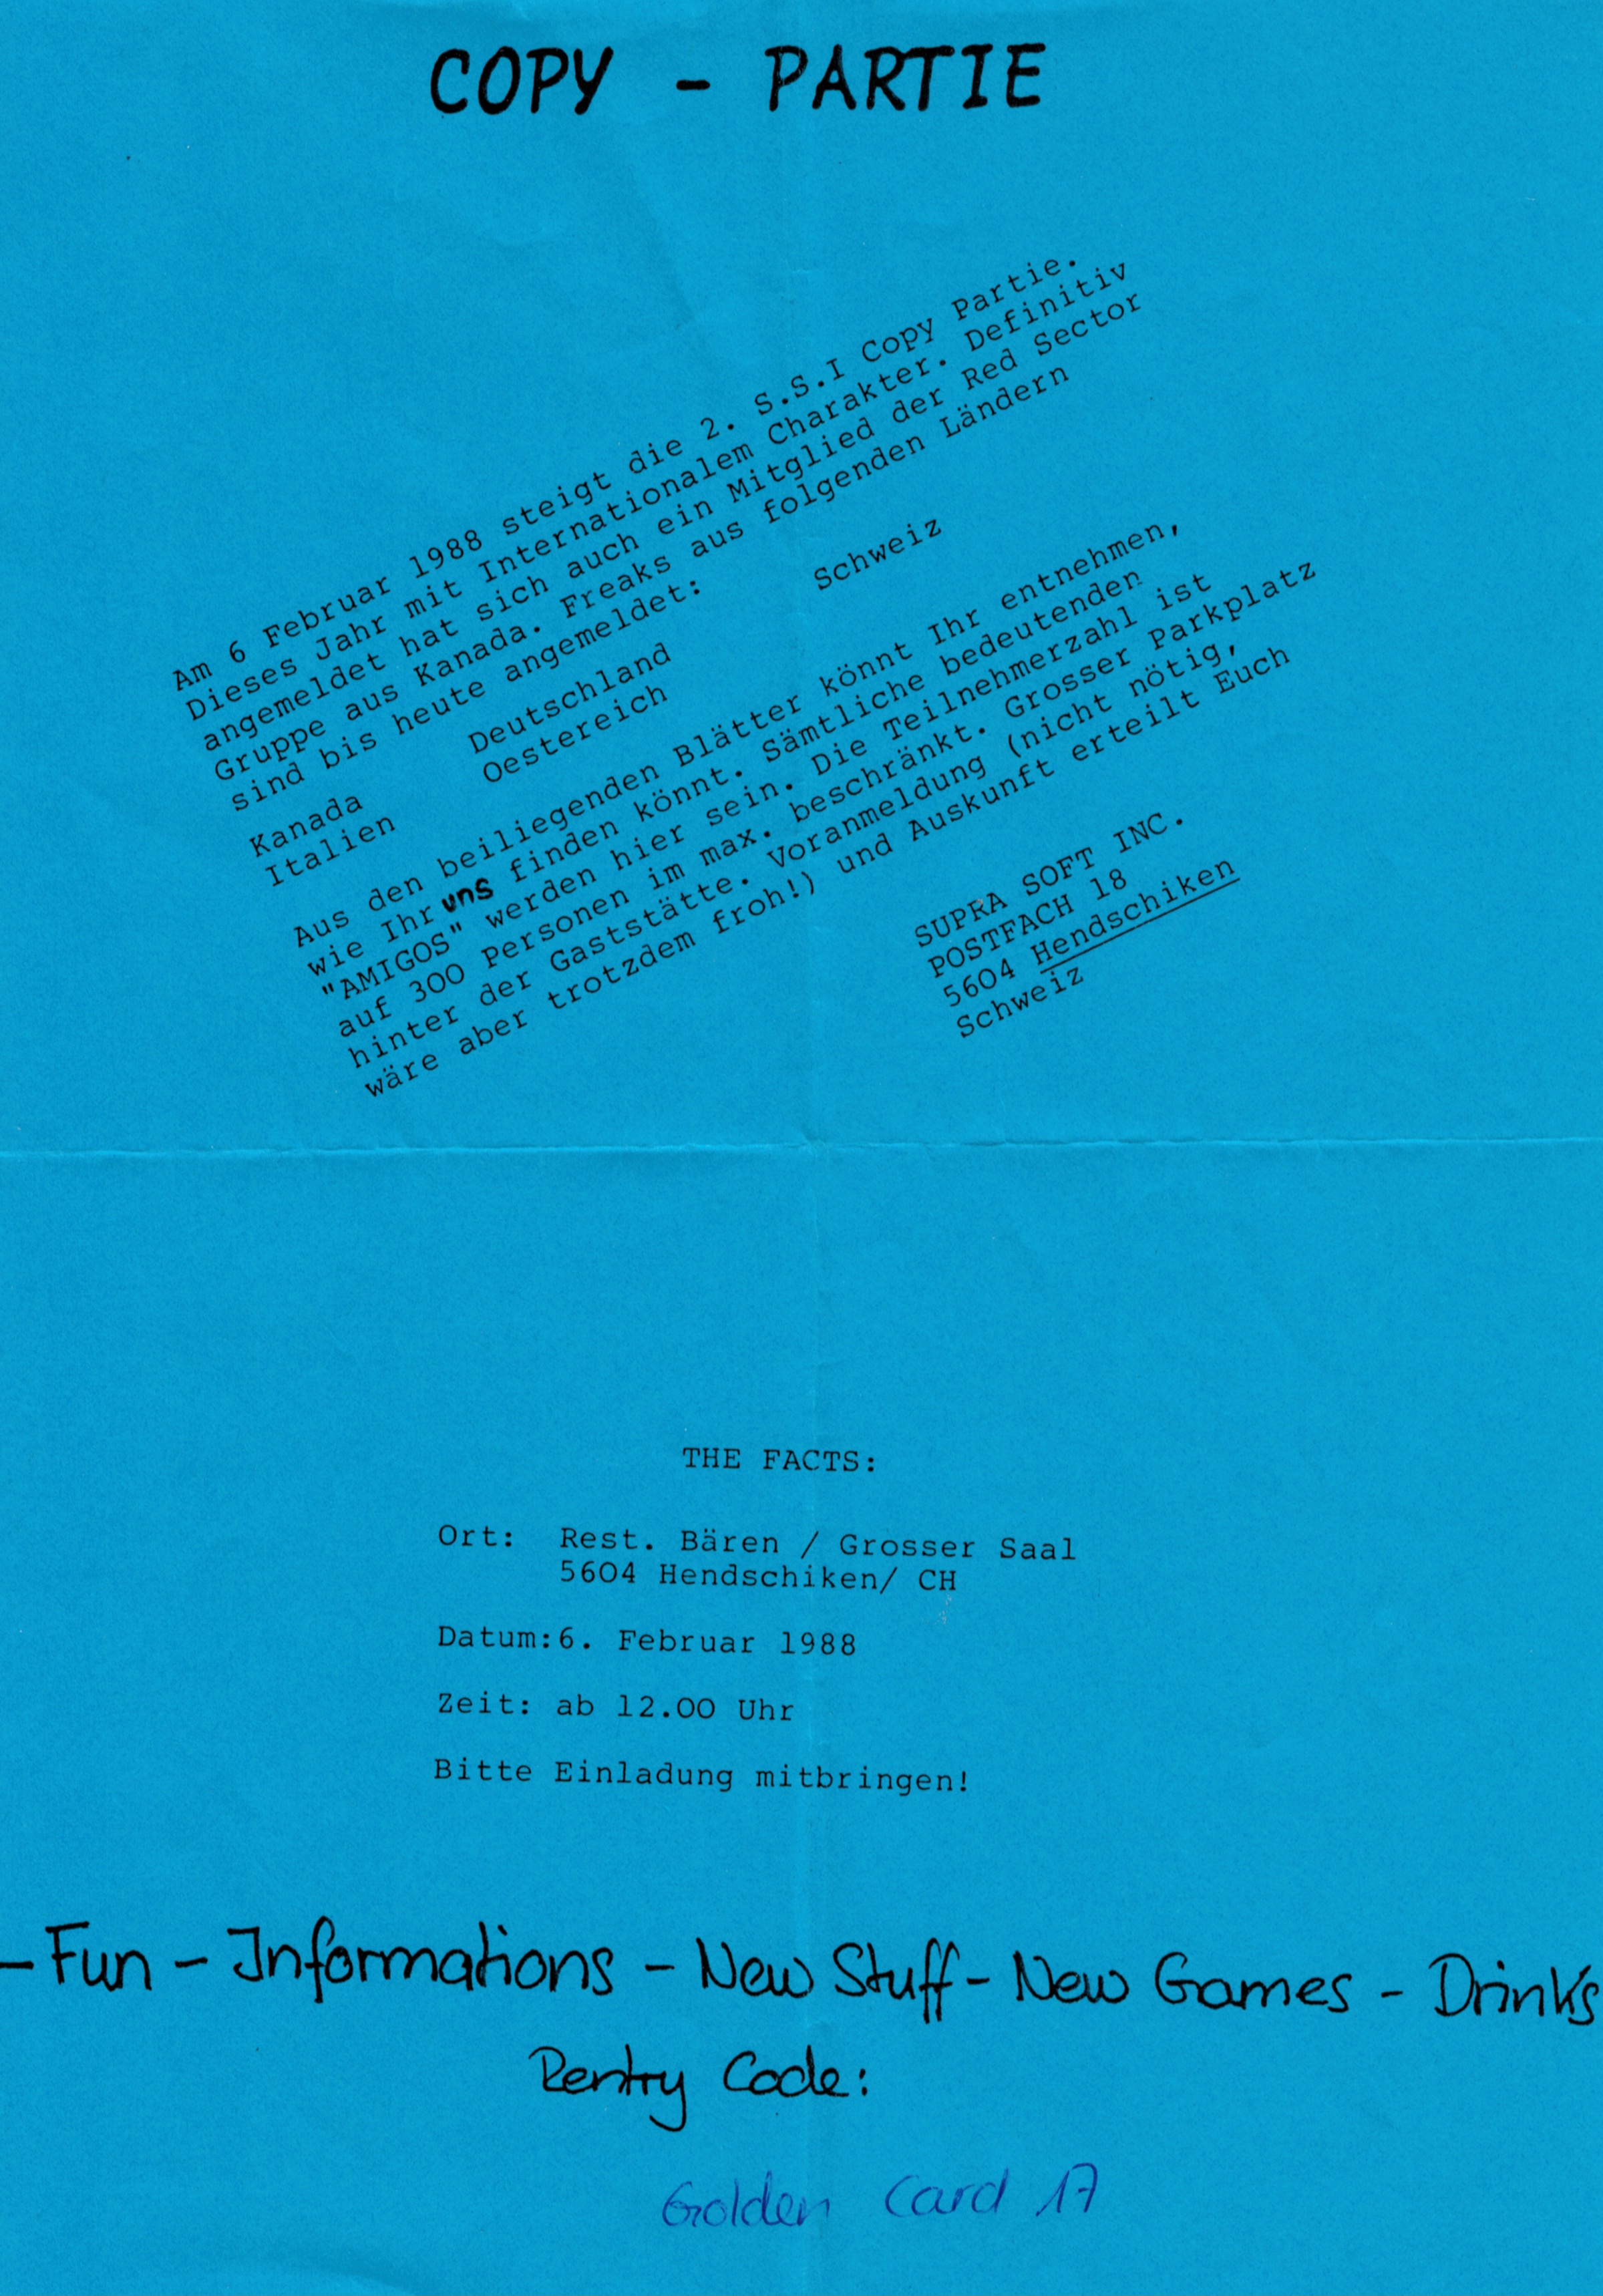 COPY - PARTIE
Am 6 Februar 1988 steigt die 2. S.S.I Copy Partie.
Dieses Jahr mit Internationalem Charakter. Definitiv
angemeldet hat sich auch ein Mitglied der Red Sector
Gruppe aus Kanada. Freaks aus folgenden Ländern
sind bis heute angemeldet:
Kanada Deutschland Schweiz
Italien Oestereich
Aus den beiliegenden Blätter könnt Ihr entnehmen,
wie Ihr uns finden könnt. Sämtliche bedeutenden
"AMIGOS" werden hier sein. Die Teilnehmerzahl ist
auf 300 Personen im max. beschränkt. Grosser Parkplatz
hinter der Gaststätte. Voranmeldung (nicht nötig,
wäre aber trotzdem froh!) und Auskunft erteilt Euch
SUPRA SOFT INC.
POSTFACH 18
5604 Hendschiken
Schweiz
THE FACTS:
Ort: Rest. Bären / Grosser Saal
5604 Hendschiken/ CH
Datum:6. Februar 1988
Zeit: ab 12.00 Uhr
Bitte Einladung mitbringen!
- Fun - Informations - New Stuff - New Games - Drinks
Rentry Code:
Golden Card 17